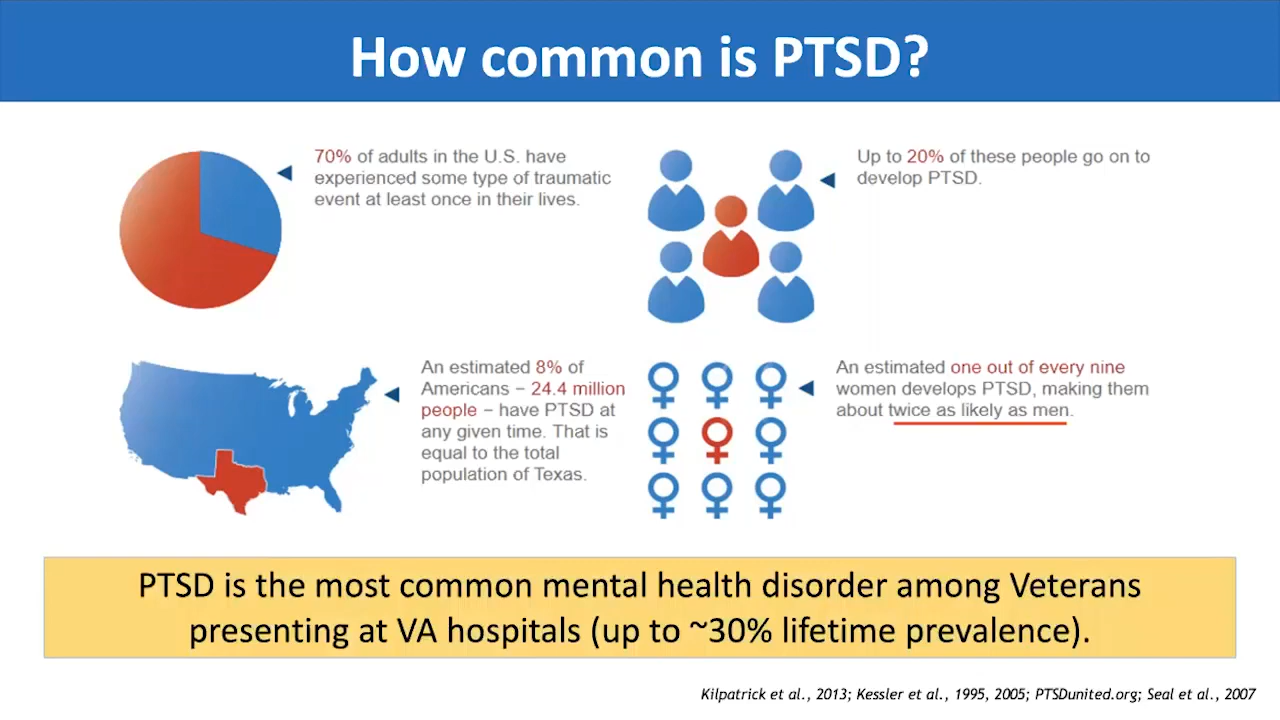 How common is PTSD?
70% of adults in the U.S. have
experienced some type of traumatic
event at least once in their lives.
Up to 20% of these people go on to
develop PTSD.
An estimated 8% of
Americans − 24.4 million
people − have PTSD at
any given time. That is
equal to the total
population of Texas.
An estimated one out of every nine
women develops PTSD, making them
about twice as likely as men.
PTSD is the most common mental health disorder among Veterans
presenting at VA hospitals (up to ~30% lifetime prevalence).
Kilpatrick et al., 2013; Kessler et al., 1995, 2005; PTSDunited.org; Seal et al., 2007